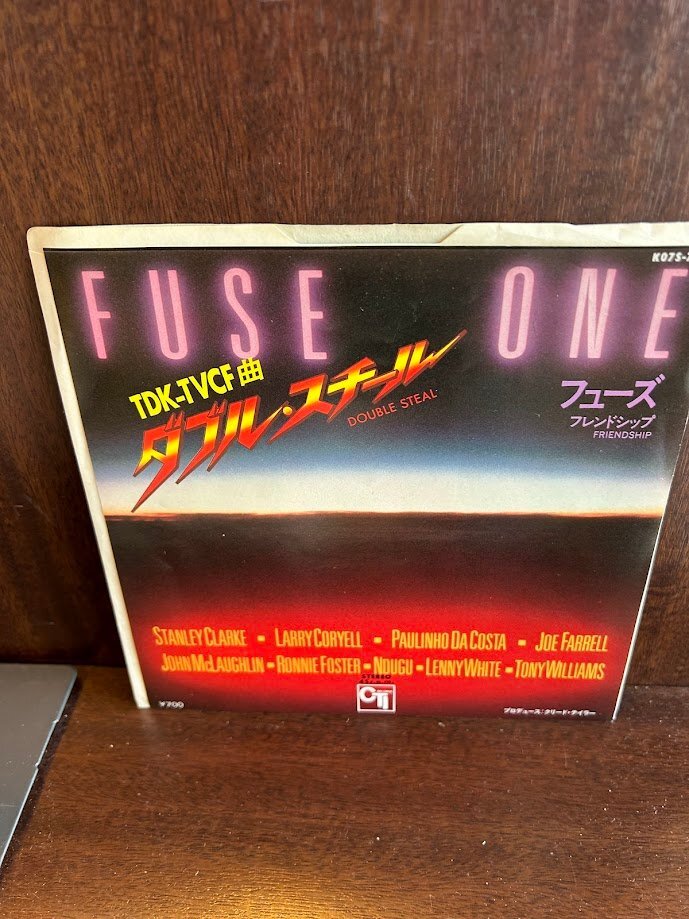 K07S-
FUSE ONE
TDK-TVCF曲
ダブル・スチール
DOUBLE STEAL
フューズ
フレンドシップ
FRIENDSHIP
STANLEY CLARKE • LARRY CORYELL • PAULINHO DA COSTA • JOE FARRELL
JOHN MCLAUGHLIN • RONNIE FOSTER • NDUGU • LENNY WHITE • TONY WILLIAMS
STEREO
CTI
¥700
プロデュース:クリード・テイラー